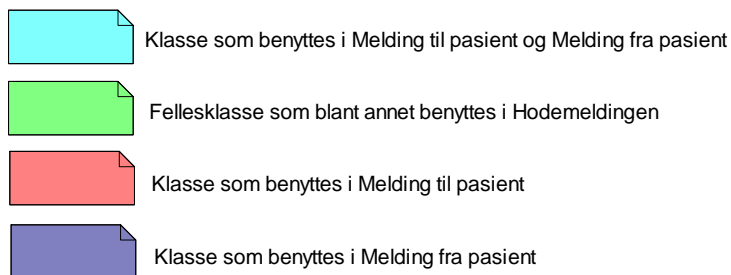 Klasse som benyttes i Melding til pasient og Melding fra pasient
Fellesklasse som blant annet benyttes i Hodemeldingen
Klasse som benyttes i Melding til pasient
Klasse som benyttes i Melding fra pasient